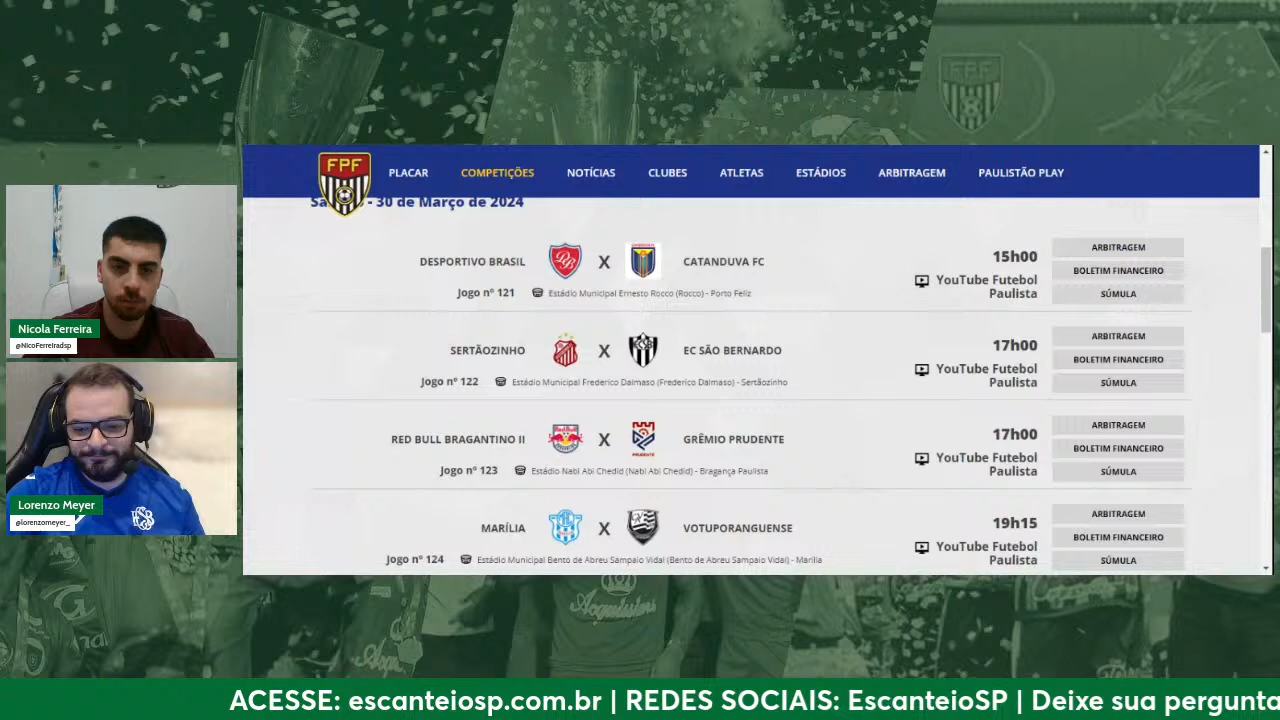 FPF
FPF
PLACAR COMPETIÇÕES NOTÍCIAS CLUBES ATLETAS ESTÁDIOS ARBITRAGEM PAULISTÃO PLAY
- 30 de Março de 2024
DESPORTIVO BRASIL X CATANDUVA FC
Jogo nº 121 Estádio Municipal Ernesto Rocco (Rocco) - Porto Feliz
15h00
YouTube Futebol
Paulista
ARBITRAGEM
BOLETIM FINANCEIRO
SÚMULA
SERTÃOZINHO X EC SÃO BERNARDO
Jogo nº 122 Estádio Municipal Frederico Dalmaso (Frederico Dalmaso) - Sertãozinho
17h00
YouTube Futebol
Paulista
ARBITRAGEM
BOLETIM FINANCEIRO
SÚMULA
RED BULL BRAGANTINO II X GRÊMIO PRUDENTE
Jogo nº 123 Estádio Nabi Abi Chedid (Nabi Abi Chedid) - Bragança Paulista
17h00
YouTube Futebol
Paulista
ARBITRAGEM
BOLETIM FINANCEIRO
SÚMULA
MARÍLIA X VOTUPORANGUENSE
Jogo nº 124 Estádio Municipal Bento de Abreu Sampaio Vidal (Bento de Abreu Sampaio Vidal) - Marília
19h15
YouTube Futebol
Paulista
ARBITRAGEM
BOLETIM FINANCEIRO
SÚMULA
Nicola Ferreira
@NicoFerreiradsp
Lorenzo Meyer
@lorenzomeyer_
ACESSE: escanteiosp.com.br | REDES SOCIAIS: EscanteioSP | Deixe sua pergunta